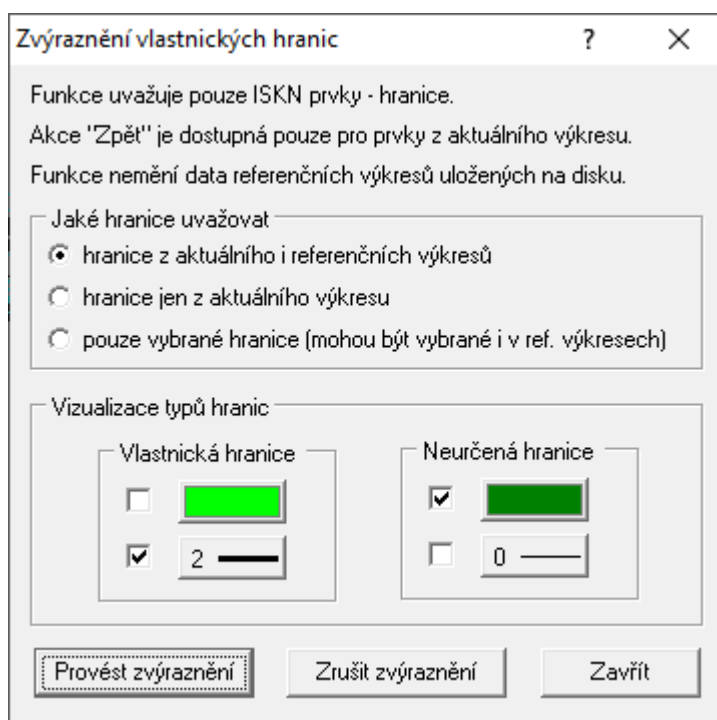 Zvýraznění vlastnických hranic ?
Funkce uvažuje pouze ISKN prvky - hranice.
Akce "Zpět" je dostupná pouze pro prvky z aktuálního výkresu.
Funkce nemění data referenčních výkresů uložených na disku.
Jaké hranice uvažovat
hranice z aktuálního i referenčních výkresů
hranice jen z aktuálního výkresu
pouze vybrané hranice (mohou být vybrané i v ref. výkresech)
Vizualizace typů hranic
Vlastnická hranice
2
Neurčená hranice
0
Provést zvýraznění
Zrušit zvýraznění
Zavřít